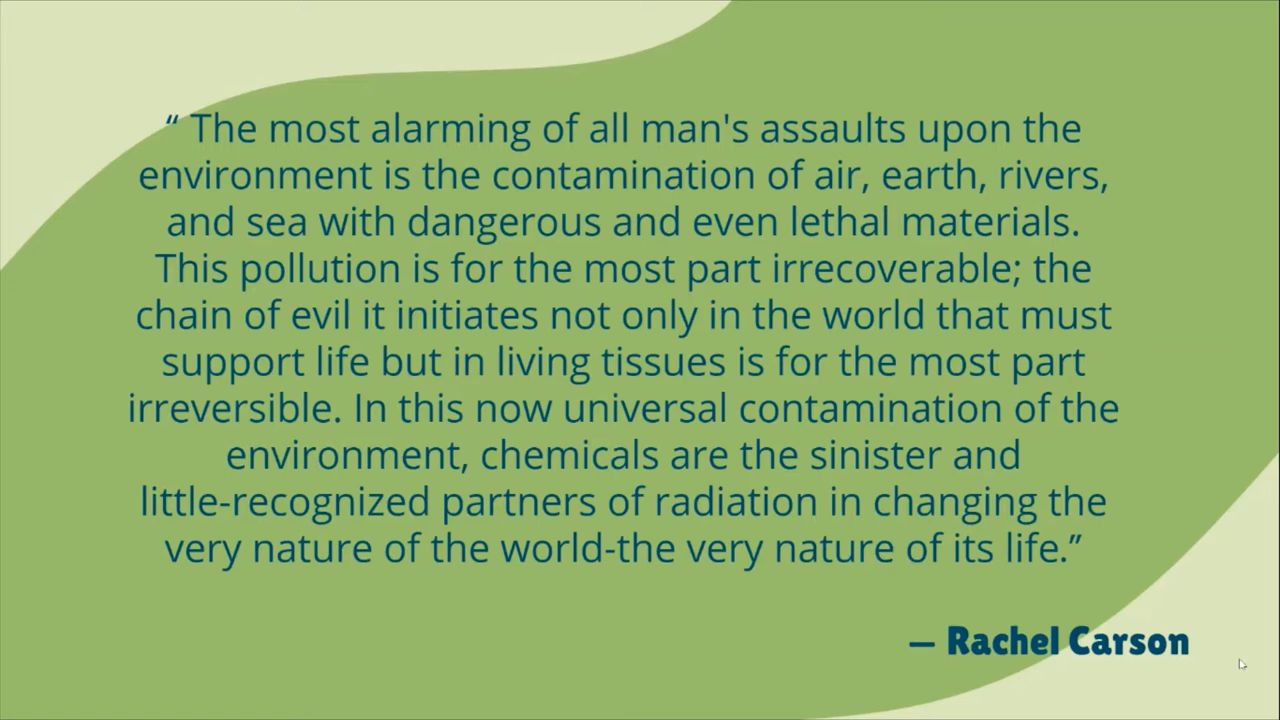 “ The most alarming of all man's assaults upon the
environment is the contamination of air, earth, rivers,
and sea with dangerous and even lethal materials.
This pollution is for the most part irrecoverable; the
chain of evil it initiates not only in the world that must
support life but in living tissues is for the most part
irreversible. In this now universal contamination of the
environment, chemicals are the sinister and
little-recognized partners of radiation in changing the
very nature of the world-the very nature of its life.”
— Rachel Carson